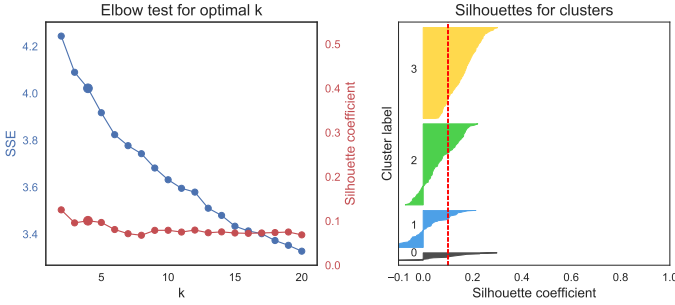 Elbow test for optimal k
4.2
4.0
3.8
3.6
3.4
SSE
5
10
15
20
k
0.5
0.4
0.3
0.2
0.1
0.0
Silhouette coefficient
Silhouettes for clusters
Cluster label
3
2
1
0
−0.1 0.0 0.2 0.4 0.6 0.8 1.0
Silhouette coefficient